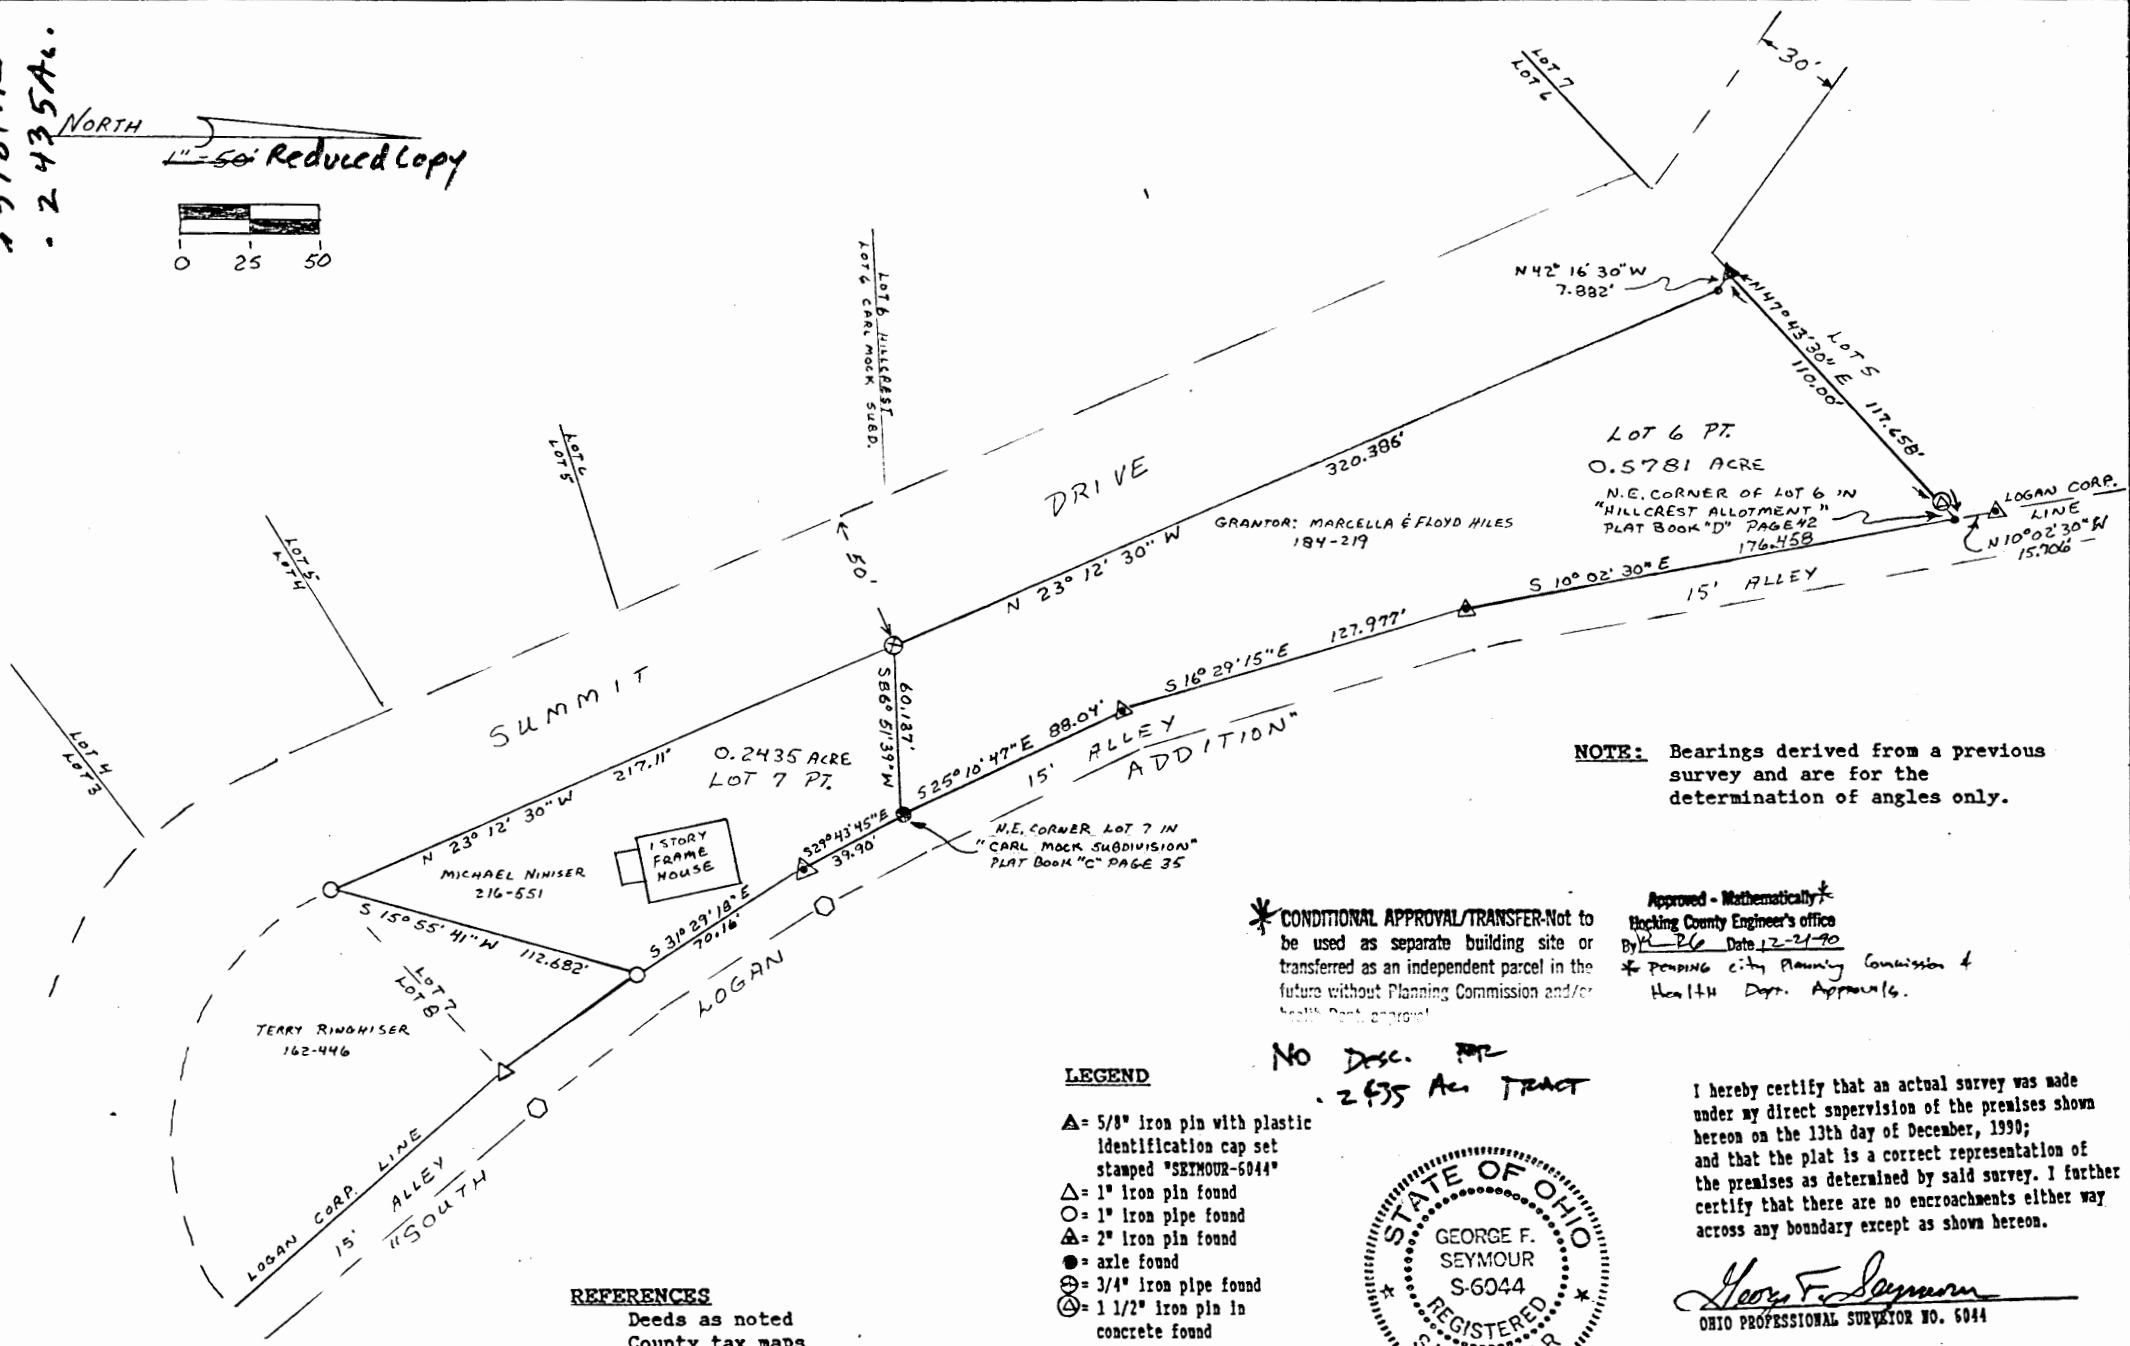 .2435Ac.
NORTH
1"=50' Reduced Copy
0 25 50
LOT 7
LOT 6
30'
LOT 6 HILLCREST
LOT 6 CARL MOCK SUBD.
N 42° 16' 30" W
7.882'
N 47° 43' 30" E
110.00'
117.658'
LOT 5
LOT 6
LOT 5
LOT 5
LOT 4
LOT 4
LOT 3
50'
SUMMIT DRIVE
320.386'
N 23° 12' 30" W
GRANTOR: MARCELLA & FLOYD HILES
184-219
LOT 6 PT.
0.5781 ACRE
N.E. CORNER OF LOT 6 IN
"HILLCREST ALLOTMENT"
PLAT BOOK "D" PAGE 42
LOGAN CORP.
LINE
N 10° 02' 30" W
15.706'
176.458
S 10° 02' 30" E
15' ALLEY
127.977'
S 16° 29' 15" E
88.04'
S 25° 10' 47" E
15' ALLEY
ADDITION"
60.187'
S 86° 51' 39" W
217.11'
N 23° 12' 30" W
0.2435 ACRE
LOT 7 PT.
1 STORY
FRAME
HOUSE
S 29° 43' 45" E
39.90'
N.E. CORNER LOT 7 IN
"CARL MOCK SUBDIVISION"
PLAT BOOK "C" PAGE 35
MICHAEL NIHISER
216-551
S 15° 55' 41" W
112.682'
S 31° 29' 18" E
70.16'
LOT 7
LOT 8
TERRY RINGHISER
162-446
LOGAN
LOGAN CORP. LINE
15' ALLEY
"SOUTH
NOTE: Bearings derived from a previous
survey and are for the
determination of angles only.
* CONDITIONAL APPROVAL/TRANSFER-Not to
be used as separate building site or
transferred as an independent parcel in the
future without Planning Commission and/or
health Dept. approval
Approved - Mathematically *
Hocking County Engineer's office
By Date 12-21-90
* PENDING city Planning Commission &
Health Dept. Approvals.
No Desc. FOR
.2435 Ac. TRACT
LEGEND
= 5/8" iron pin with plastic
identification cap set
stamped "SEYMOUR-6044"
= 1" iron pin found
= 1" iron pipe found
= 2" iron pin found
= axle found
= 3/4" iron pipe found
= 1 1/2" iron pin in
concrete found
STATE OF OHIO
GEORGE F.
SEYMOUR
S-6044
REGISTERED
I hereby certify that an actual survey was made
under my direct supervision of the premises shown
hereon on the 13th day of December, 1990;
and that the plat is a correct representation of
the premises as determined by said survey. I further
certify that there are no encroachments either way
across any boundary except as shown hereon.
George F. Seymour
OHIO PROFESSIONAL SURVEYOR NO. 6044
REFERENCES
Deeds as noted
County tax maps